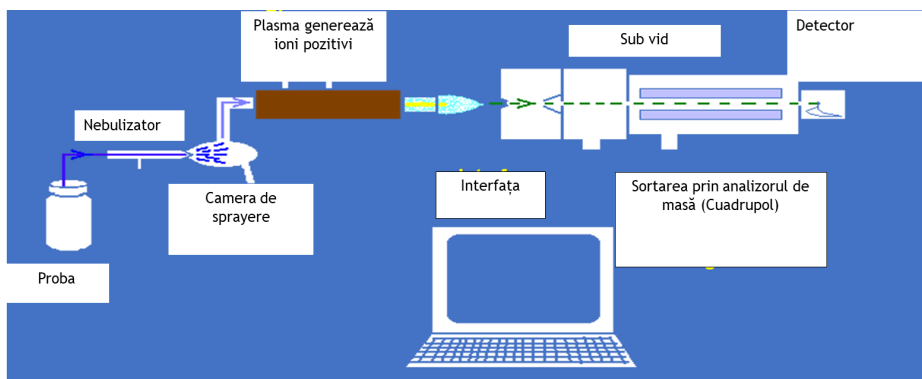 Plasma generează
ioni pozitivi
Sub vid
Detector
Nebulizator
Camera de
sprayere
Interfața
Sortarea prin analizorul de
masă (Cuadrupol)
Proba